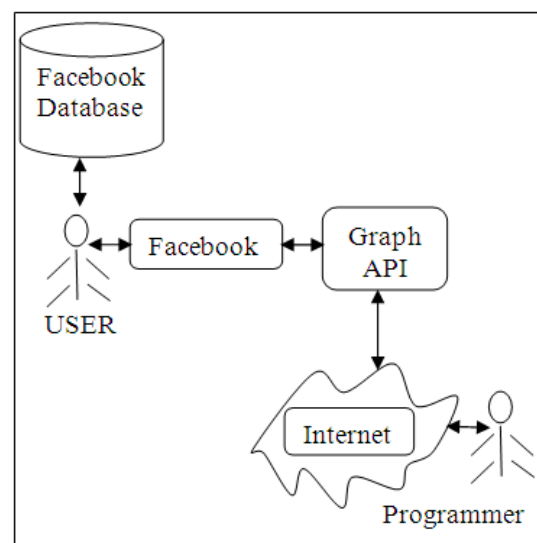 Facebook
Database
Facebook
Graph
API
USER
Internet
Programmer